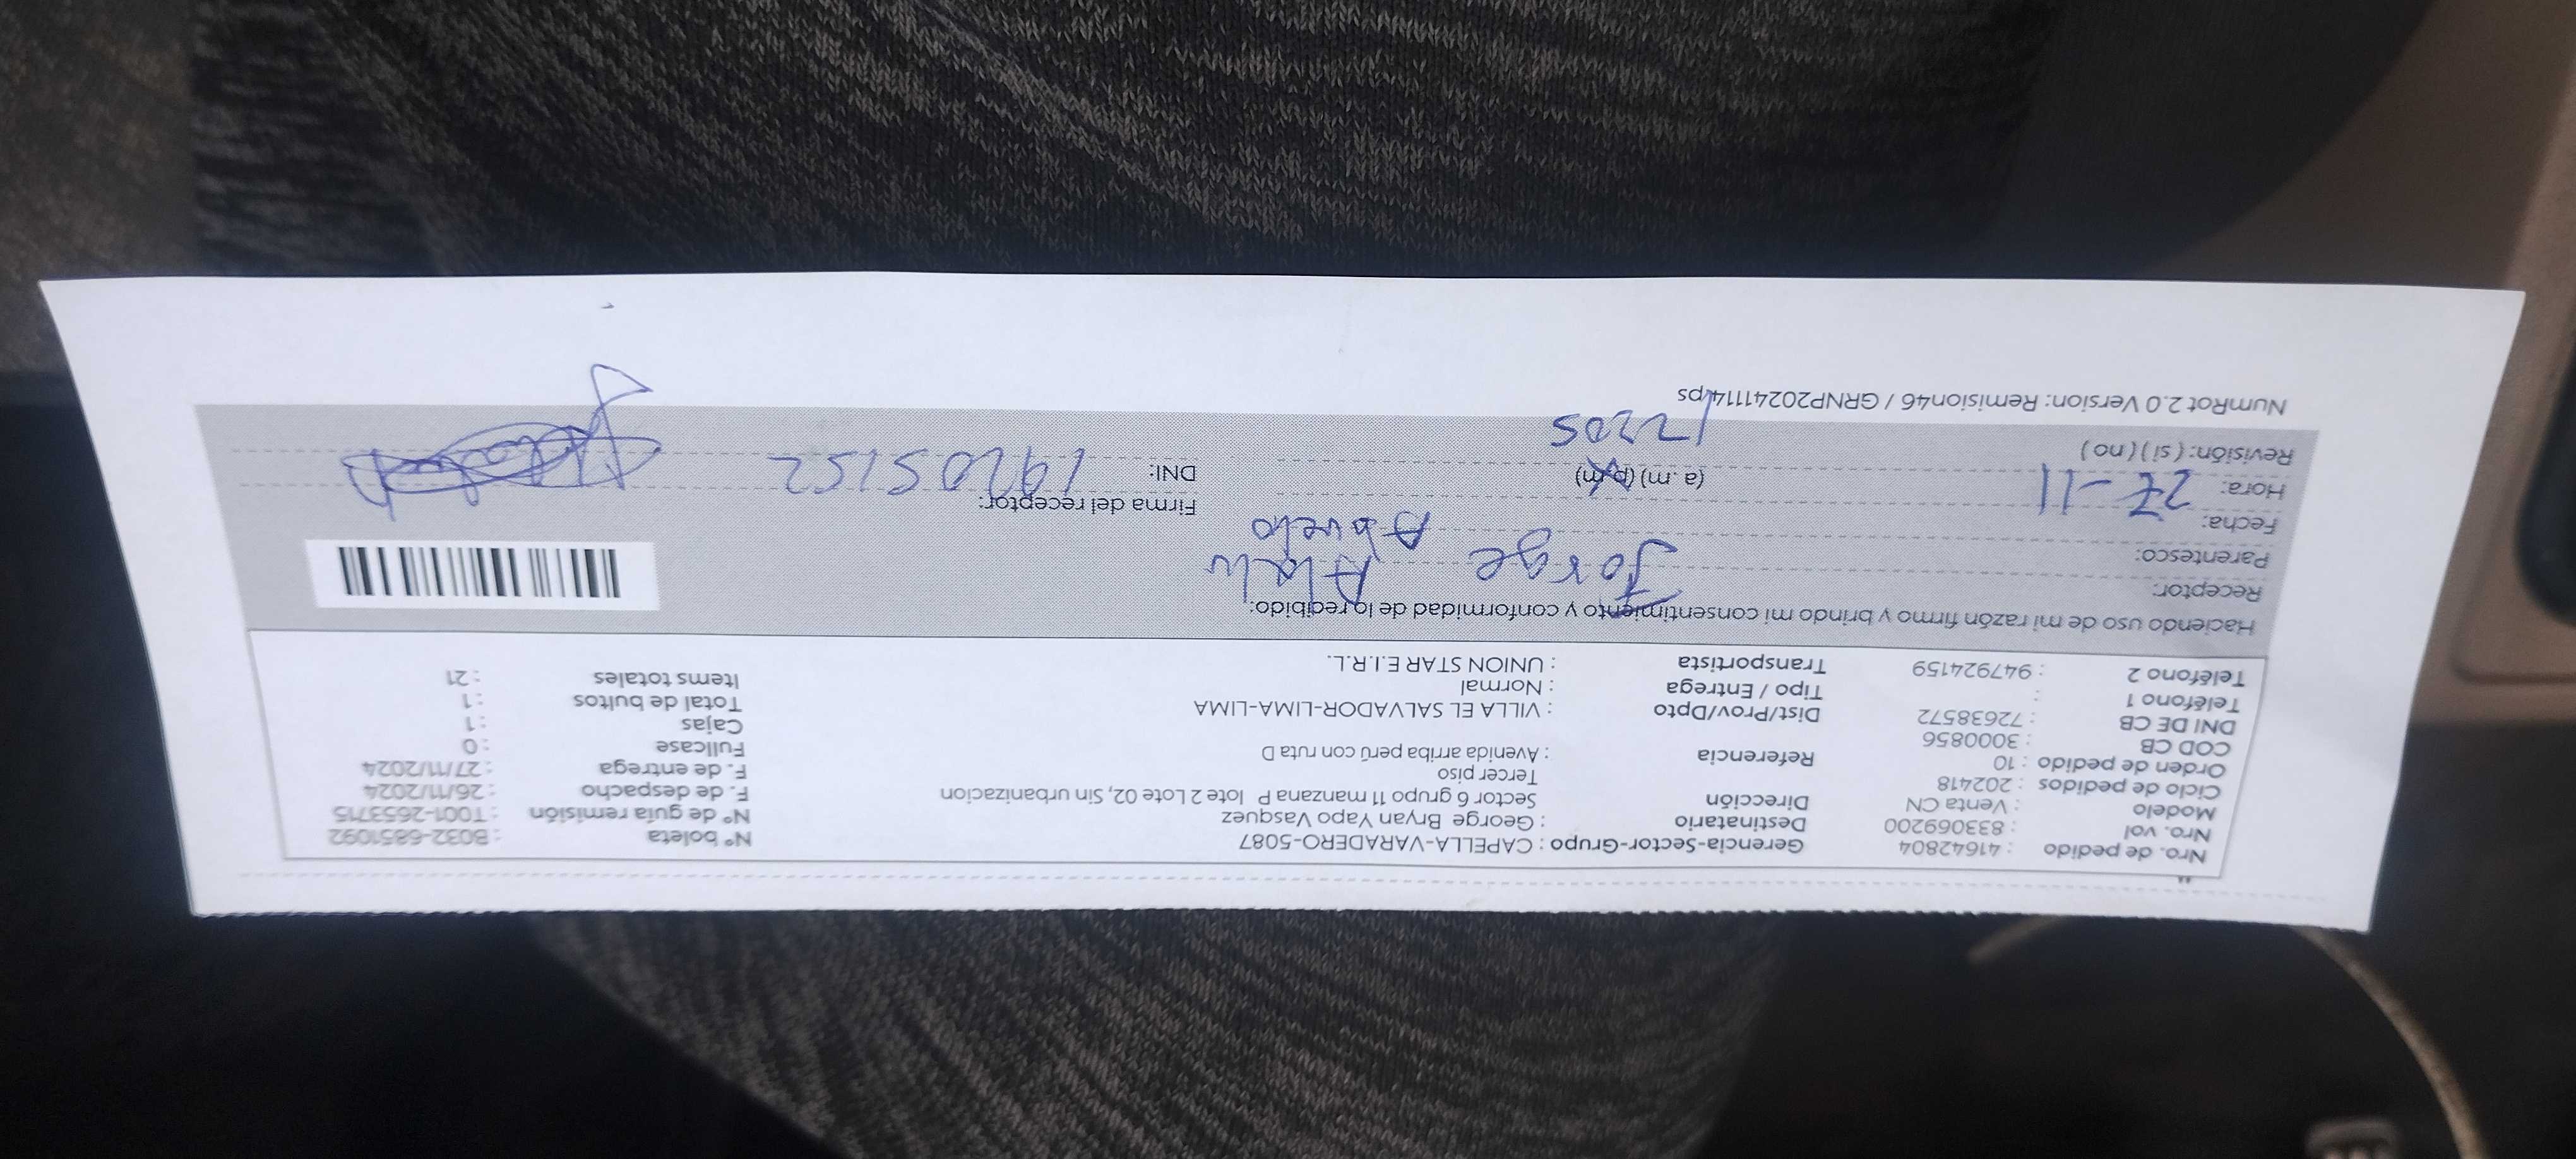 Nro. de pedido : 41642804 Gerencia-Sector-Grupo : CAPELLA-VARADERO-5087 N° boleta : B032-6851092
Nro. vol : 833069200 Destinatario : George Bryan Yapo Vasquez N° de guía remisión : T001-2653715
Modelo : Venta CN Dirección Sector 6 grupo 11 manzana P lote 2 Lote 02, Sin urbanizacion F. de despacho : 26/11/2024
Ciclo de pedidos : 202418 Tercer piso F. de entrega : 27/11/2024
Orden de pedido : 10 Referencia : Avenida arriba perú con ruta D Fullcase : 0
COD CB : 3000856 Cajas : 1
DNI DE CB : 72638572 Dist/Prov/Dpto : VILLA EL SALVADOR-LIMA-LIMA Total de bultos : 1
Teléfono 1 : Tipo / Entrega : Normal Items totales : 21
Teléfono 2 : 947924159 Transportista : UNION STAR E.I.R.L.
Haciendo uso de mi razón firmo y brindo mi consentimiento y conformidad de lo recibido:
Receptor: Jorge
Parentesco: Abuelo
Fecha: 27-11 Firma del receptor:
Hora: (a.m) (p.m) DNI:
Revisión: ( si ) ( no )
NumRot 2.0 Version: Remision46 / GRNP20241114/ps